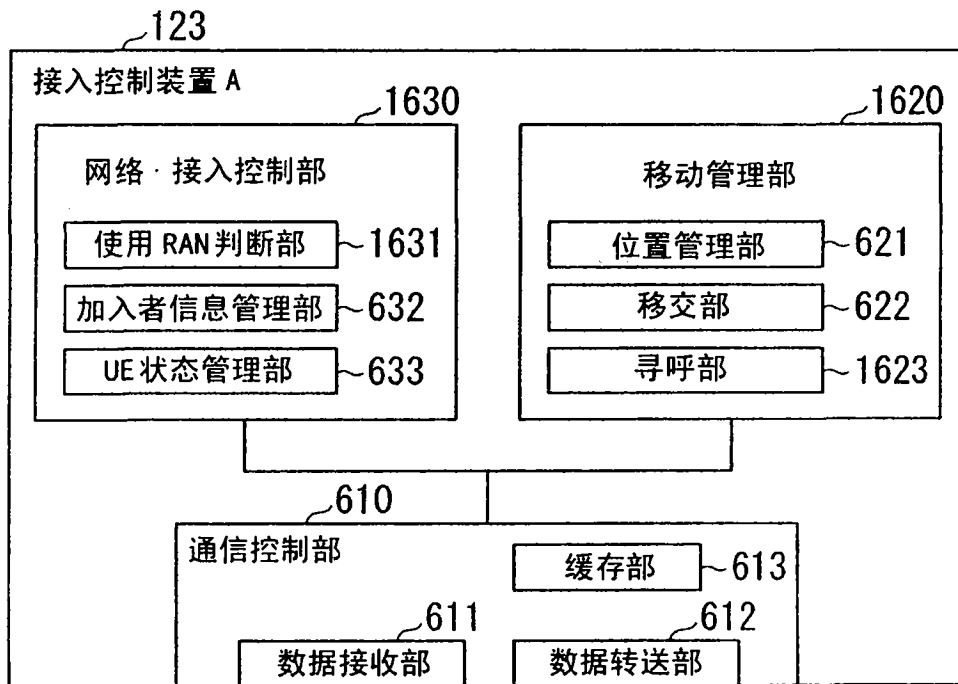 123
接入控制装置 A
1630
网络·接入控制部
使用 RAN 判断部
1631
加入者信息管理部
632
UE 状态管理部
633
1620
移动管理部
位置管理部
621
移交部
622
寻呼部
1623
610
通信控制部
缓存部
613
611
数据接收部
612
数据转送部